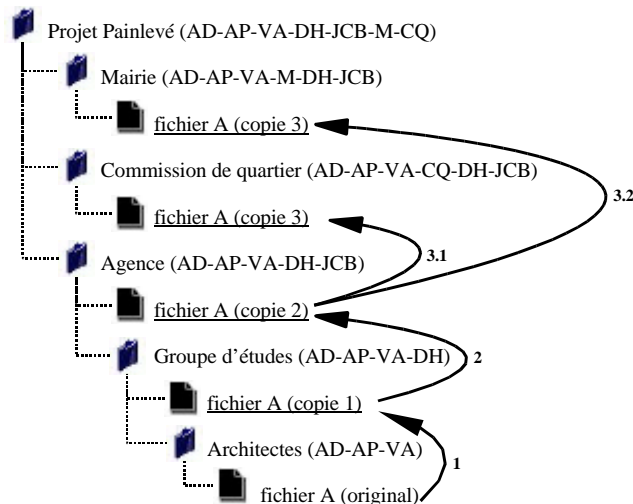 Projet Painlevé (AD-AP-VA-DH-JCB-M-CQ)
Mairie (AD-AP-VA-M-DH-JCB)
fichier A (copie 3)
Commission de quartier (AD-AP-VA-CQ-DH-JCB)
3.2
fichier A (copie 3)
3.1
Agence (AD-AP-VA-DH-JCB)
fichier A (copie 2)
Groupe d’études (AD-AP-VA-DH)
2
fichier A (copie 1)
Architectes (AD-AP-VA)
1
fichier A (original)